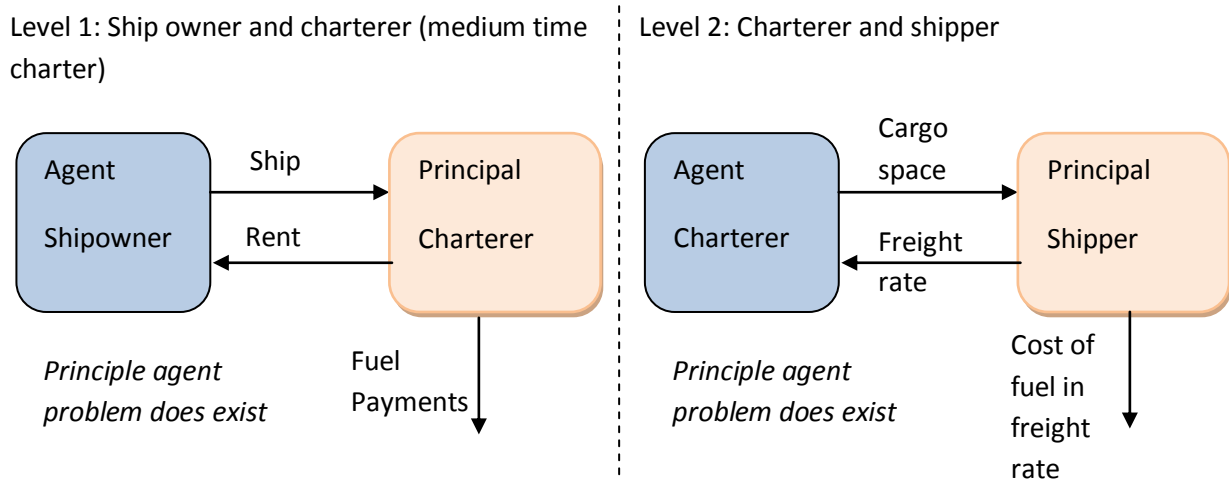 Level 1: Ship owner and charterer (medium time
charter)
Agent
Shipowner
Ship
Rent
Principal
Charterer
Fuel
Payments
Principle agent
problem does exist
Level 2: Charterer and shipper
Agent
Charterer
Cargo
space
Freight
rate
Principal
Shipper
Cost of
fuel in
freight
rate
Principle agent
problem does exist